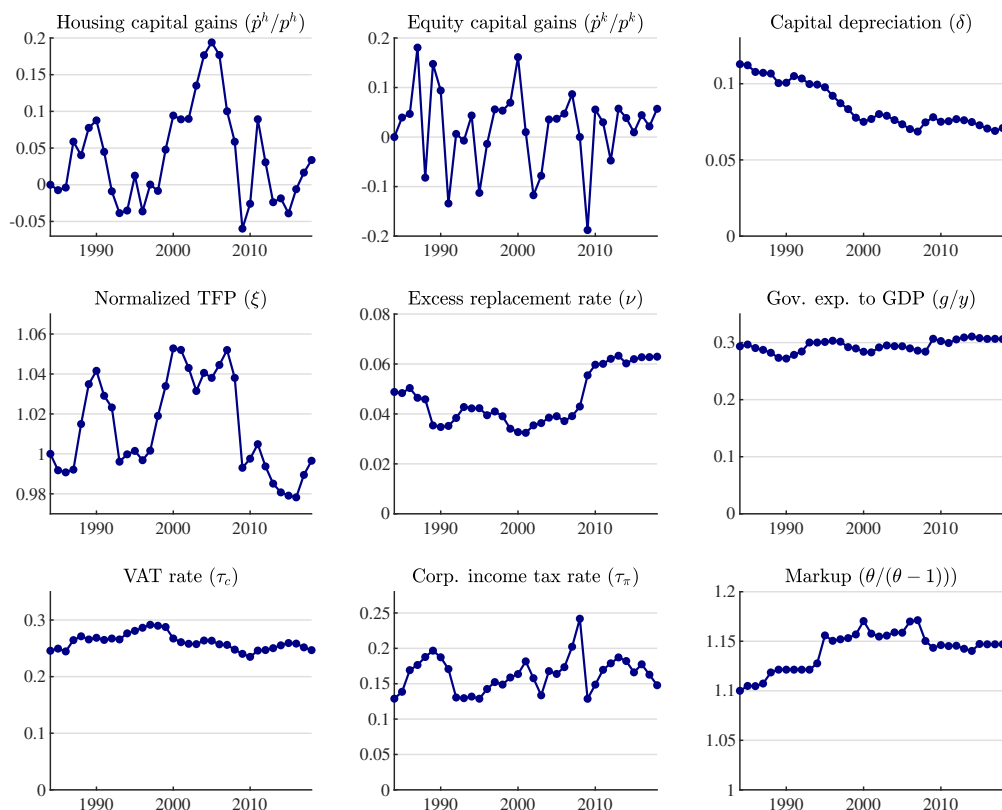 Housing capital gains (ṗʰ/pʰ)
0.2
0.15
0.1
0.05
0
-0.05
1990 2000 2010
Equity capital gains (ṗᵏ/pᵏ)
0.2
0.1
0
-0.1
-0.2
1990 2000 2010
Capital depreciation (δ)
0.1
0.05
0
1990 2000 2010
Normalized TFP (ξ)
1.06
1.04
1.02
1
0.98
1990 2000 2010
Excess replacement rate (ν)
0.08
0.06
0.04
0.02
0
1990 2000 2010
Gov. exp. to GDP (g/y)
0.3
0.2
0.1
0
1990 2000 2010
VAT rate (τ_c)
0.3
0.2
0.1
0
1990 2000 2010
Corp. income tax rate (τ_π)
0.25
0.2
0.15
0.1
0.05
0
1990 2000 2010
Markup (θ/(θ − 1)))
1.2
1.15
1.1
1.05
1
1990 2000 2010